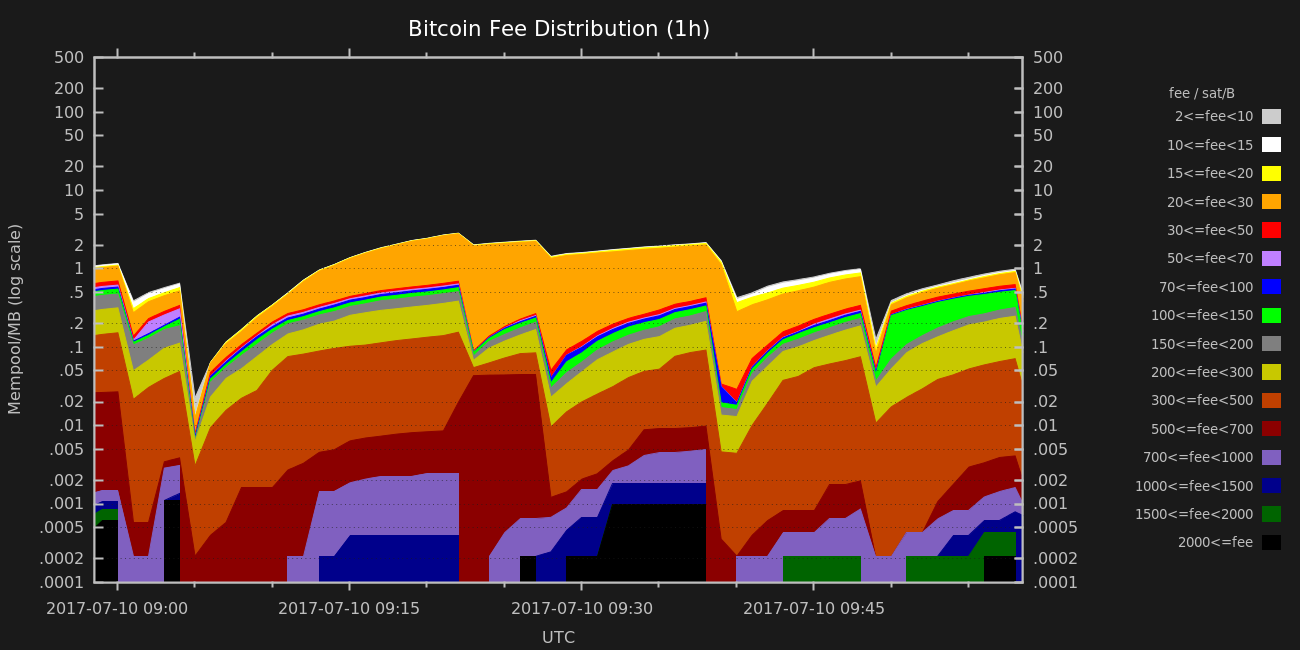 Bitcoin Fee Distribution (1h)
500
200
100
50
20
10
5
2
1
.5
.2
.1
.05
.02
.01
.005
.002
.001
.0005
.0002
.0001
Mempool/MB (log scale)
500
200
100
50
20
10
5
2
1
.5
.2
.1
.05
.02
.01
.005
.002
.001
.0005
.0002
.0001
2017-07-10 09:00 2017-07-10 09:15 2017-07-10 09:30 2017-07-10 09:45
UTC
fee / sat/B
2<=fee<10
10<=fee<15
15<=fee<20
20<=fee<30
30<=fee<50
50<=fee<70
70<=fee<100
100<=fee<150
150<=fee<200
200<=fee<300
300<=fee<500
500<=fee<700
700<=fee<1000
1000<=fee<1500
1500<=fee<2000
2000<=fee